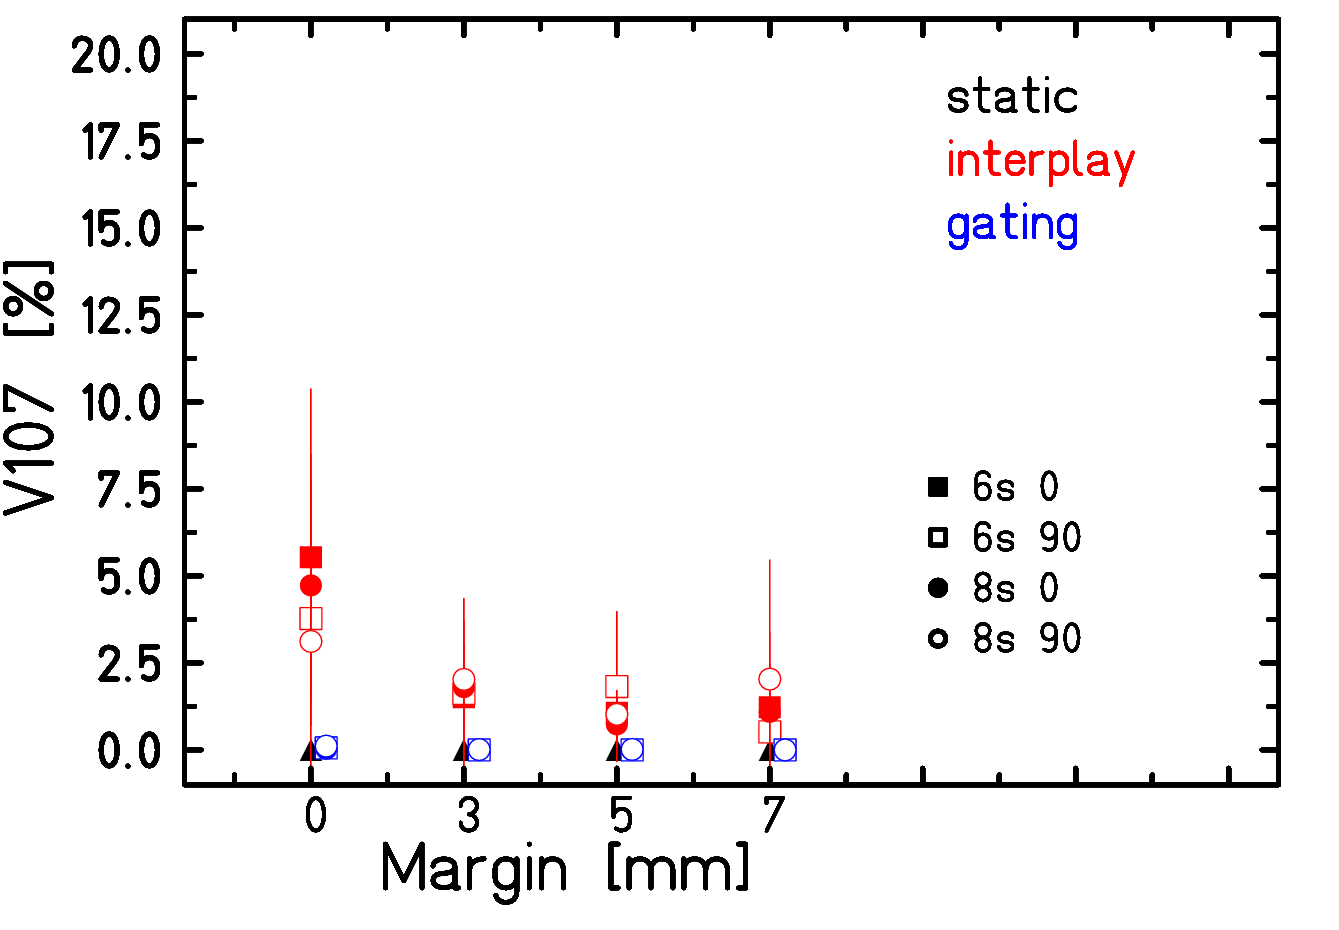 20.0
17.5
15.0
12.5
10.0
7.5
5.0
2.5
0.0
V107 [%]
static
interplay
gating
6s 0
6s 90
8s 0
8s 90
0 3 5 7
Margin [mm]